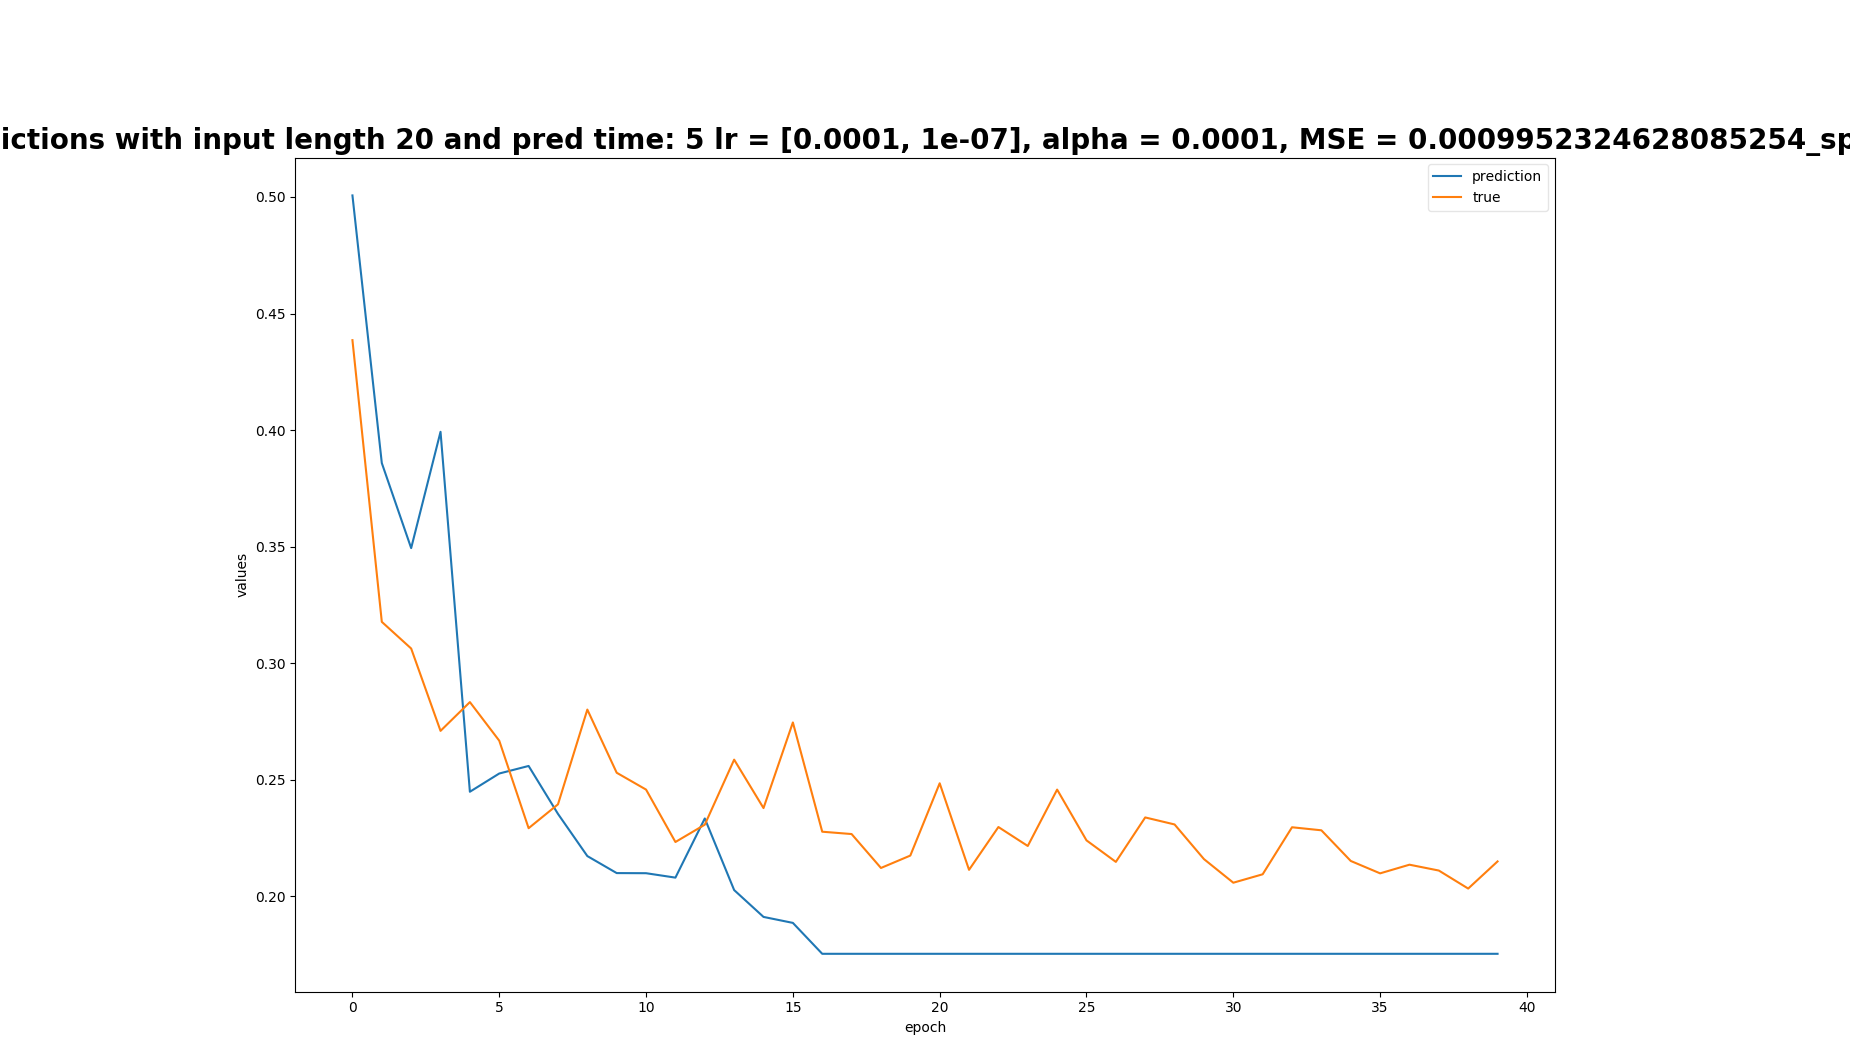 ictions with input length 20 and pred time: 5 lr = [0.0001, 1e-07], alpha = 0.0001, MSE = 0.0009952324628085254_sp
prediction
true
0.50
0.45
0.40
0.35
0.30
0.25
0.20
values
0 5 10 15 20 25 30 35 40
epoch